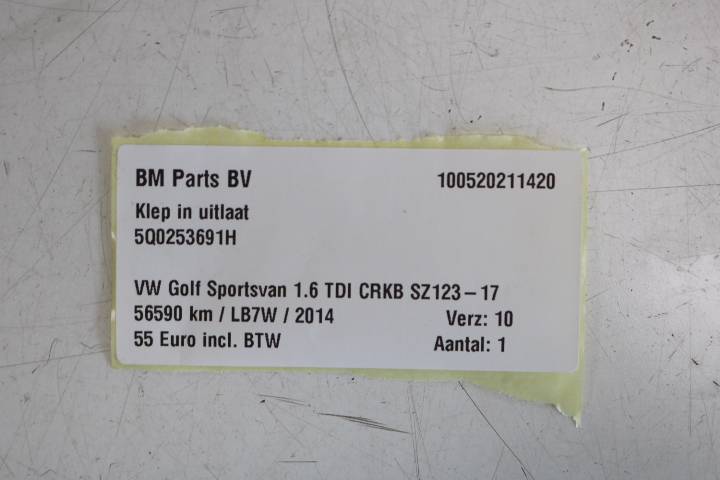 BM Parts BV 100520211420
Klep in uitlaat
5Q0253691H
VW Golf Sportsvan 1.6 TDI CRKB SZ123-17
56590 km / LB7W / 2014 Verz: 10
55 Euro incl. BTW Aantal: 1